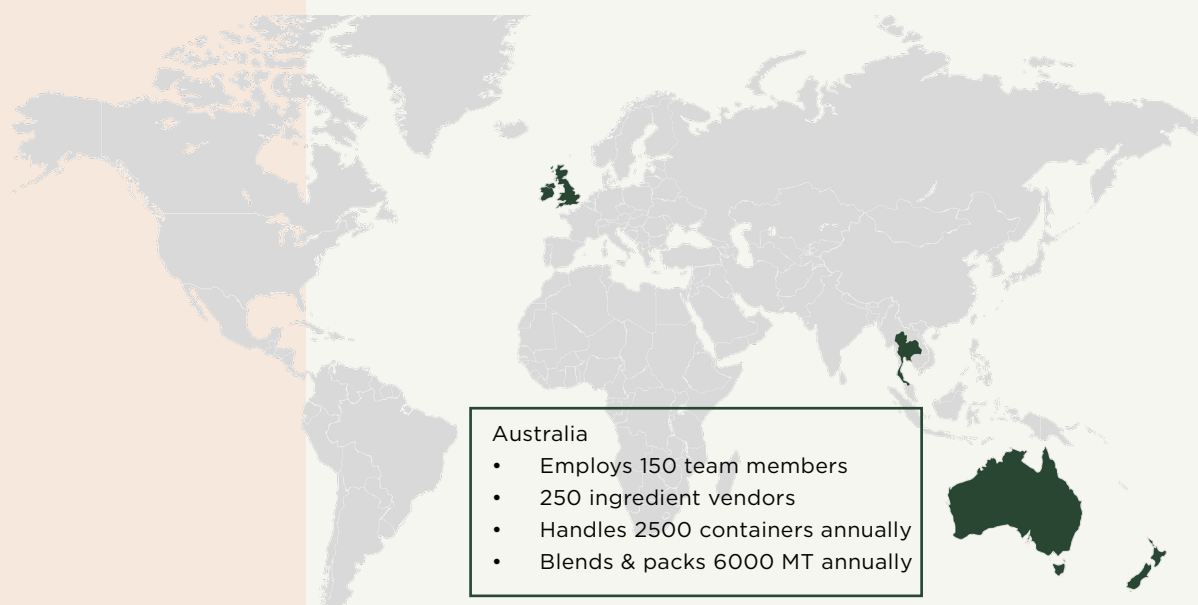 Australia
• Employs 150 team members
• 250 ingredient vendors
• Handles 2500 containers annually
• Blends & packs 6000 MT annually